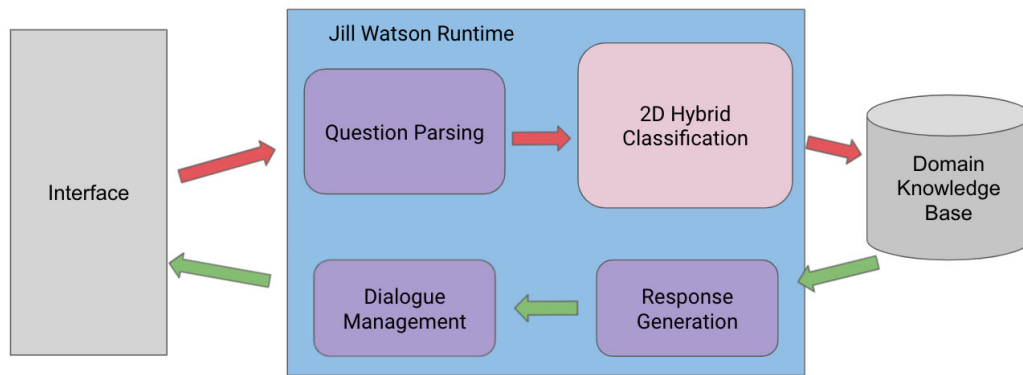 Jill Watson Runtime
Interface
Question Parsing
2D Hybrid
Classification
Domain
Knowledge
Base
Dialogue
Management
Response
Generation